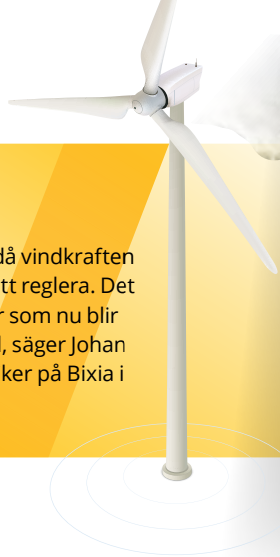 då vindkraften
tt reglera. Det
r som nu blir
l, säger Johan
ker på Bixia i